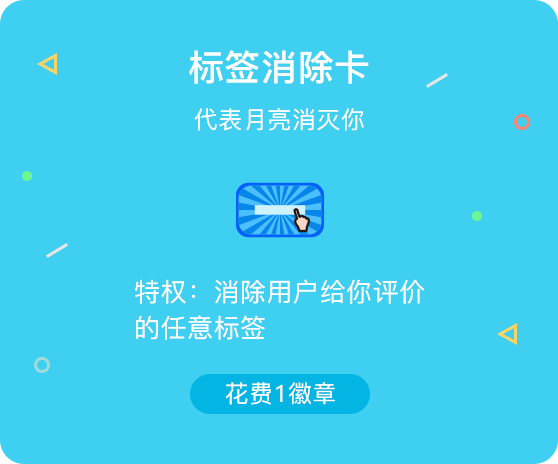 标签消除卡
代表月亮消灭你
特权：消除用户给你评价
的任意标签
花费1徽章